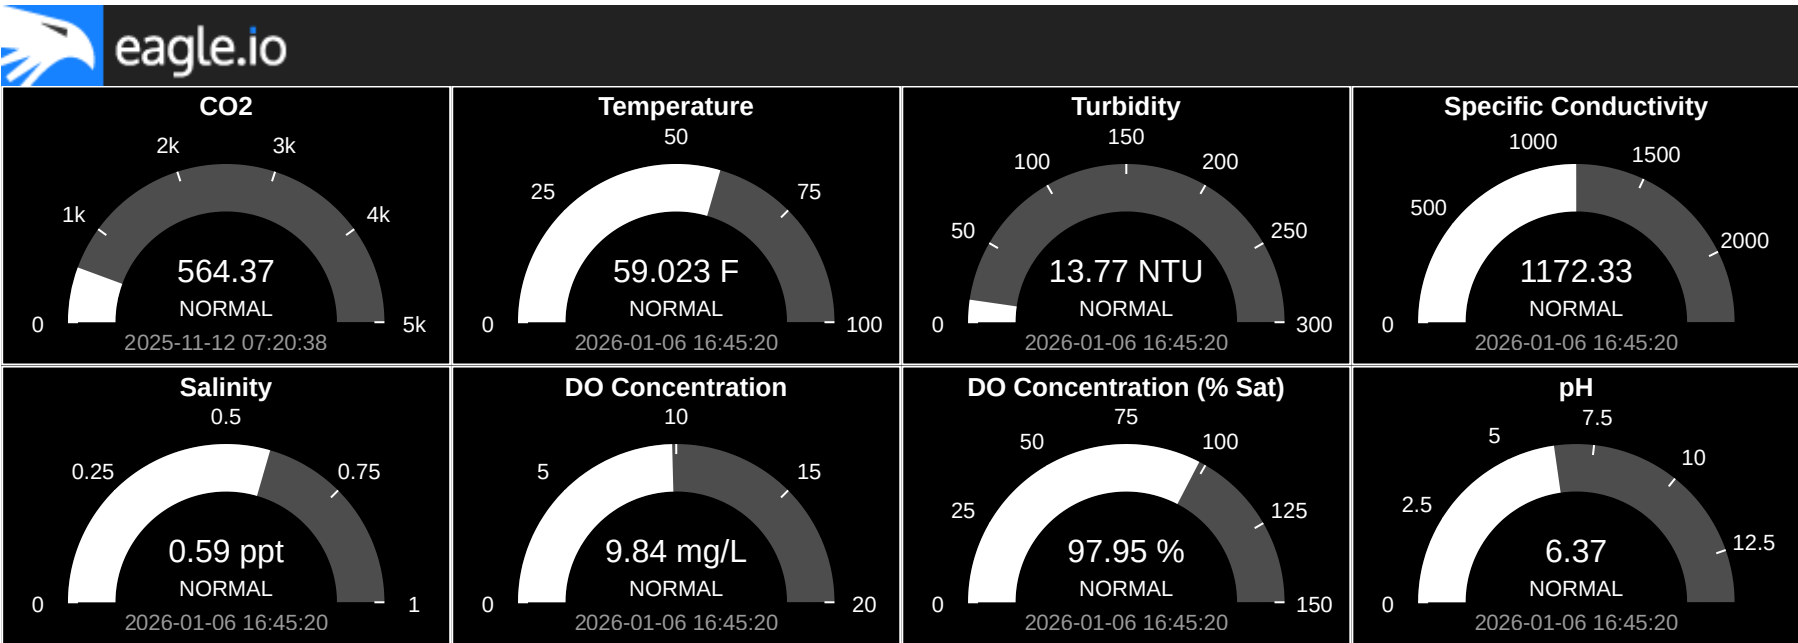 eagle.io
CO2
0
1k
2k
3k
4k
5k
564.37
NORMAL
2025-11-12 07:20:38
Temperature
0
25
50
75
100
59.023 F
NORMAL
2026-01-06 16:45:20
Turbidity
0
50
100
150
200
250
300
13.77 NTU
NORMAL
2026-01-06 16:45:20
Specific Conductivity
0
500
1000
1500
2000
1172.33
NORMAL
2026-01-06 16:45:20
Salinity
0
0.25
0.5
0.75
1
0.59 ppt
NORMAL
2026-01-06 16:45:20
DO Concentration
0
5
10
15
20
9.84 mg/L
NORMAL
2026-01-06 16:45:20
DO Concentration (% Sat)
0
25
50
75
100
125
150
97.95 %
NORMAL
2026-01-06 16:45:20
pH
0
2.5
5
7.5
10
12.5
6.37
NORMAL
2026-01-06 16:45:20